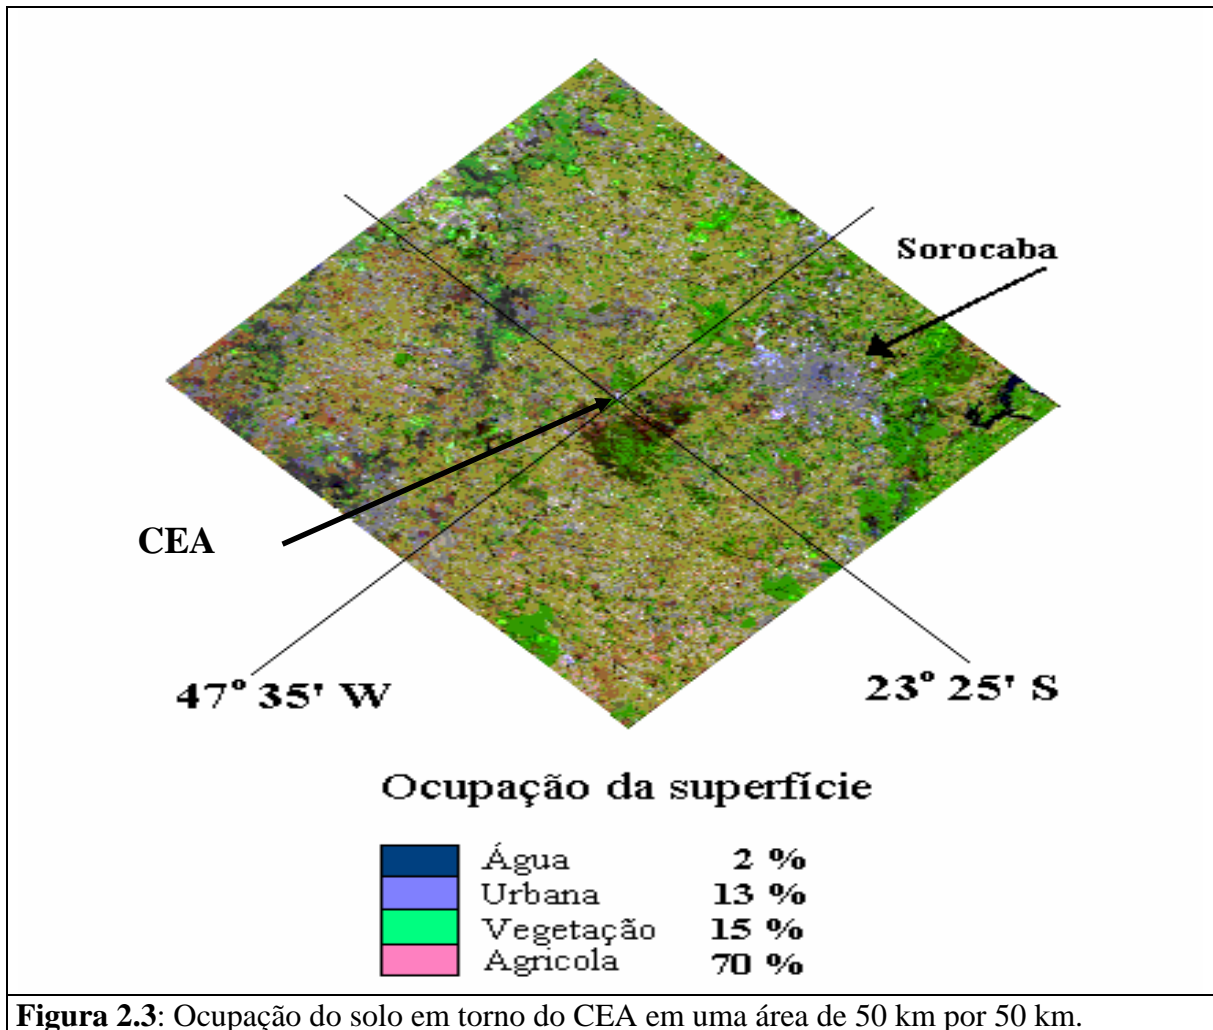 Sorocaba
CEA
47° 35' W
23° 25' S
Ocupação da superfície
Água 2 %
Urbana 13 %
Vegetação 15 %
Agricola 70 %
Figura 2.3: Ocupação do solo em torno do CEA em uma área de 50 km por 50 km.